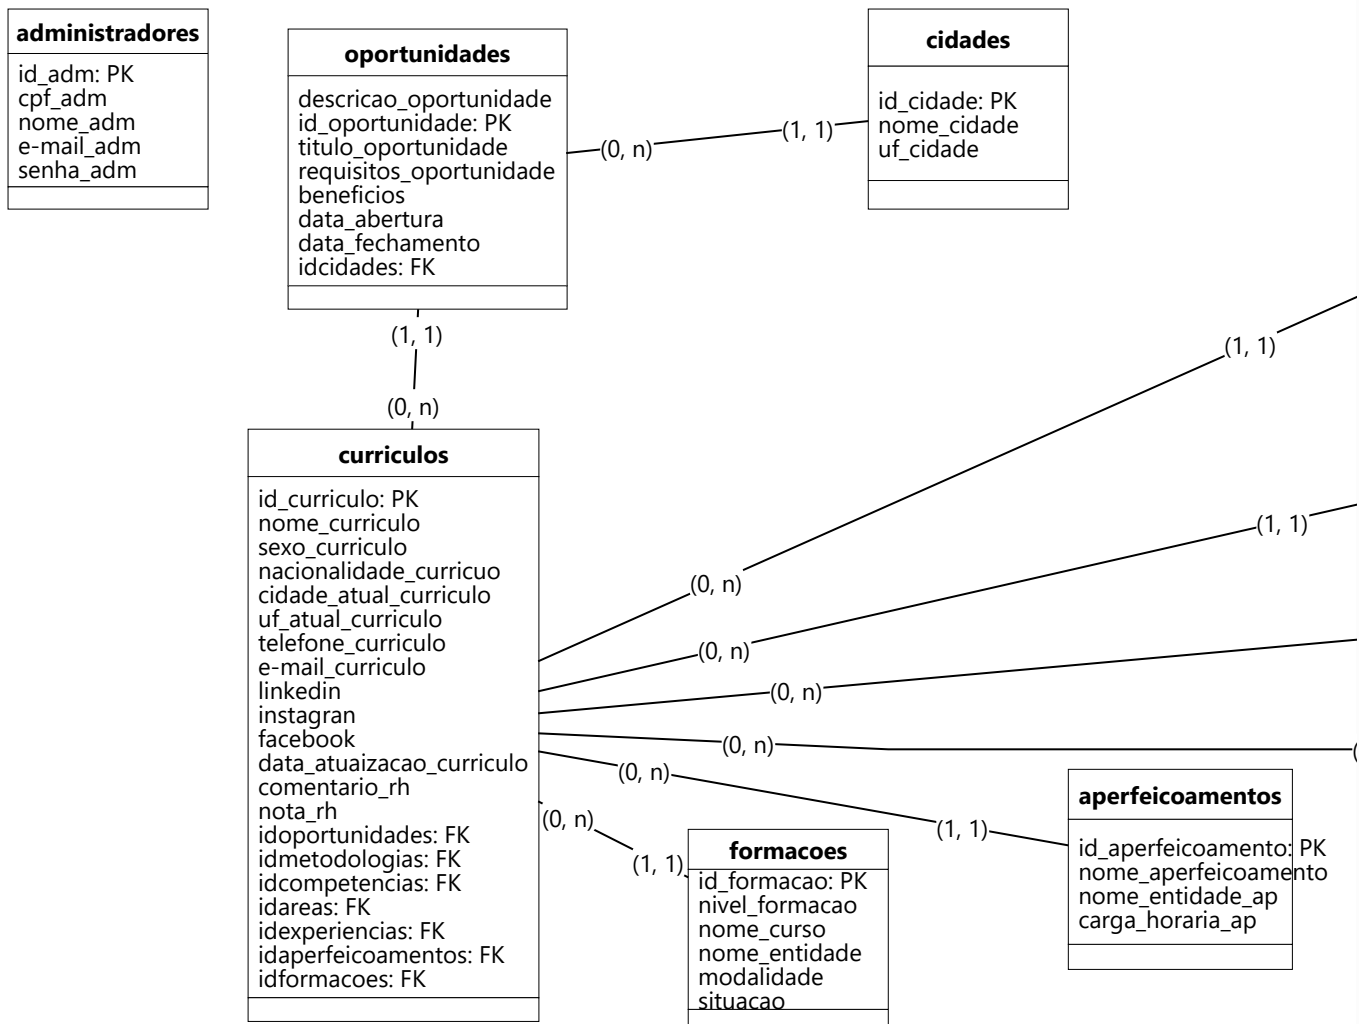 administradores
id_adm: PK
cpf_adm
nome_adm
e-mail_adm
senha_adm
oportunidades
descricao_oportunidade
id_oportunidade: PK
titulo_oportunidade
requisitos_oportunidade
beneficios
data_abertura
data_fechamento
idcidades: FK
(0, n)
(1, 1)
cidades
id_cidade: PK
nome_cidade
uf_cidade
(1, 1)
(0, n)
curriculos
id_curriculo: PK
nome_curriculo
sexo_curriculo
nacionalidade_curricuo
cidade_atual_curriculo
uf_atual_curriculo
telefone_curriculo
e-mail_curriculo
linkedin
instagran
facebook
data_atuaizacao_curriculo
comentario_rh
nota_rh
idoportunidades: FK
idmetodologias: FK
idcompetencias: FK
idareas: FK
idexperiencias: FK
idaperfeicoamentos: FK
idformacoes: FK
(1, 1)
(0, n)
(1, 1)
(0, n)
(0, n)
(0, n)
(
(0, n)
(1, 1)
(0, n)
(1, 1)
formacoes
id_formacao: PK
nivel_formacao
nome_curso
nome_entidade
modalidade
situacao
aperfeicoamentos
id_aperfeicoamento: PK
nome_aperfeicoamento
nome_entidade_ap
carga_horaria_ap